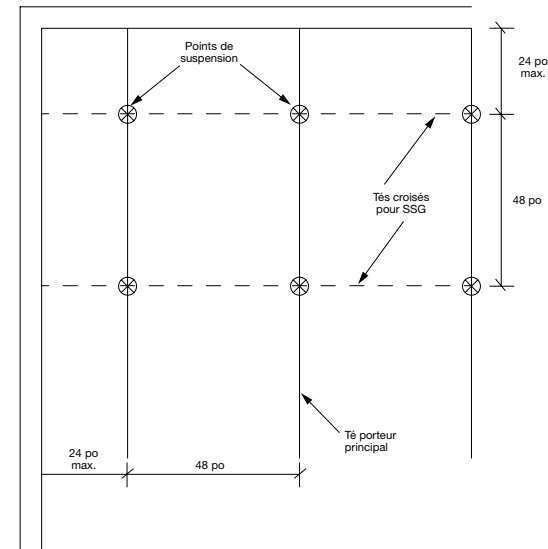 Points de
suspension
24 po
max.
Tés croisés
pour SSG
48 po
Té porteur
principal
24 po
max.
48 po